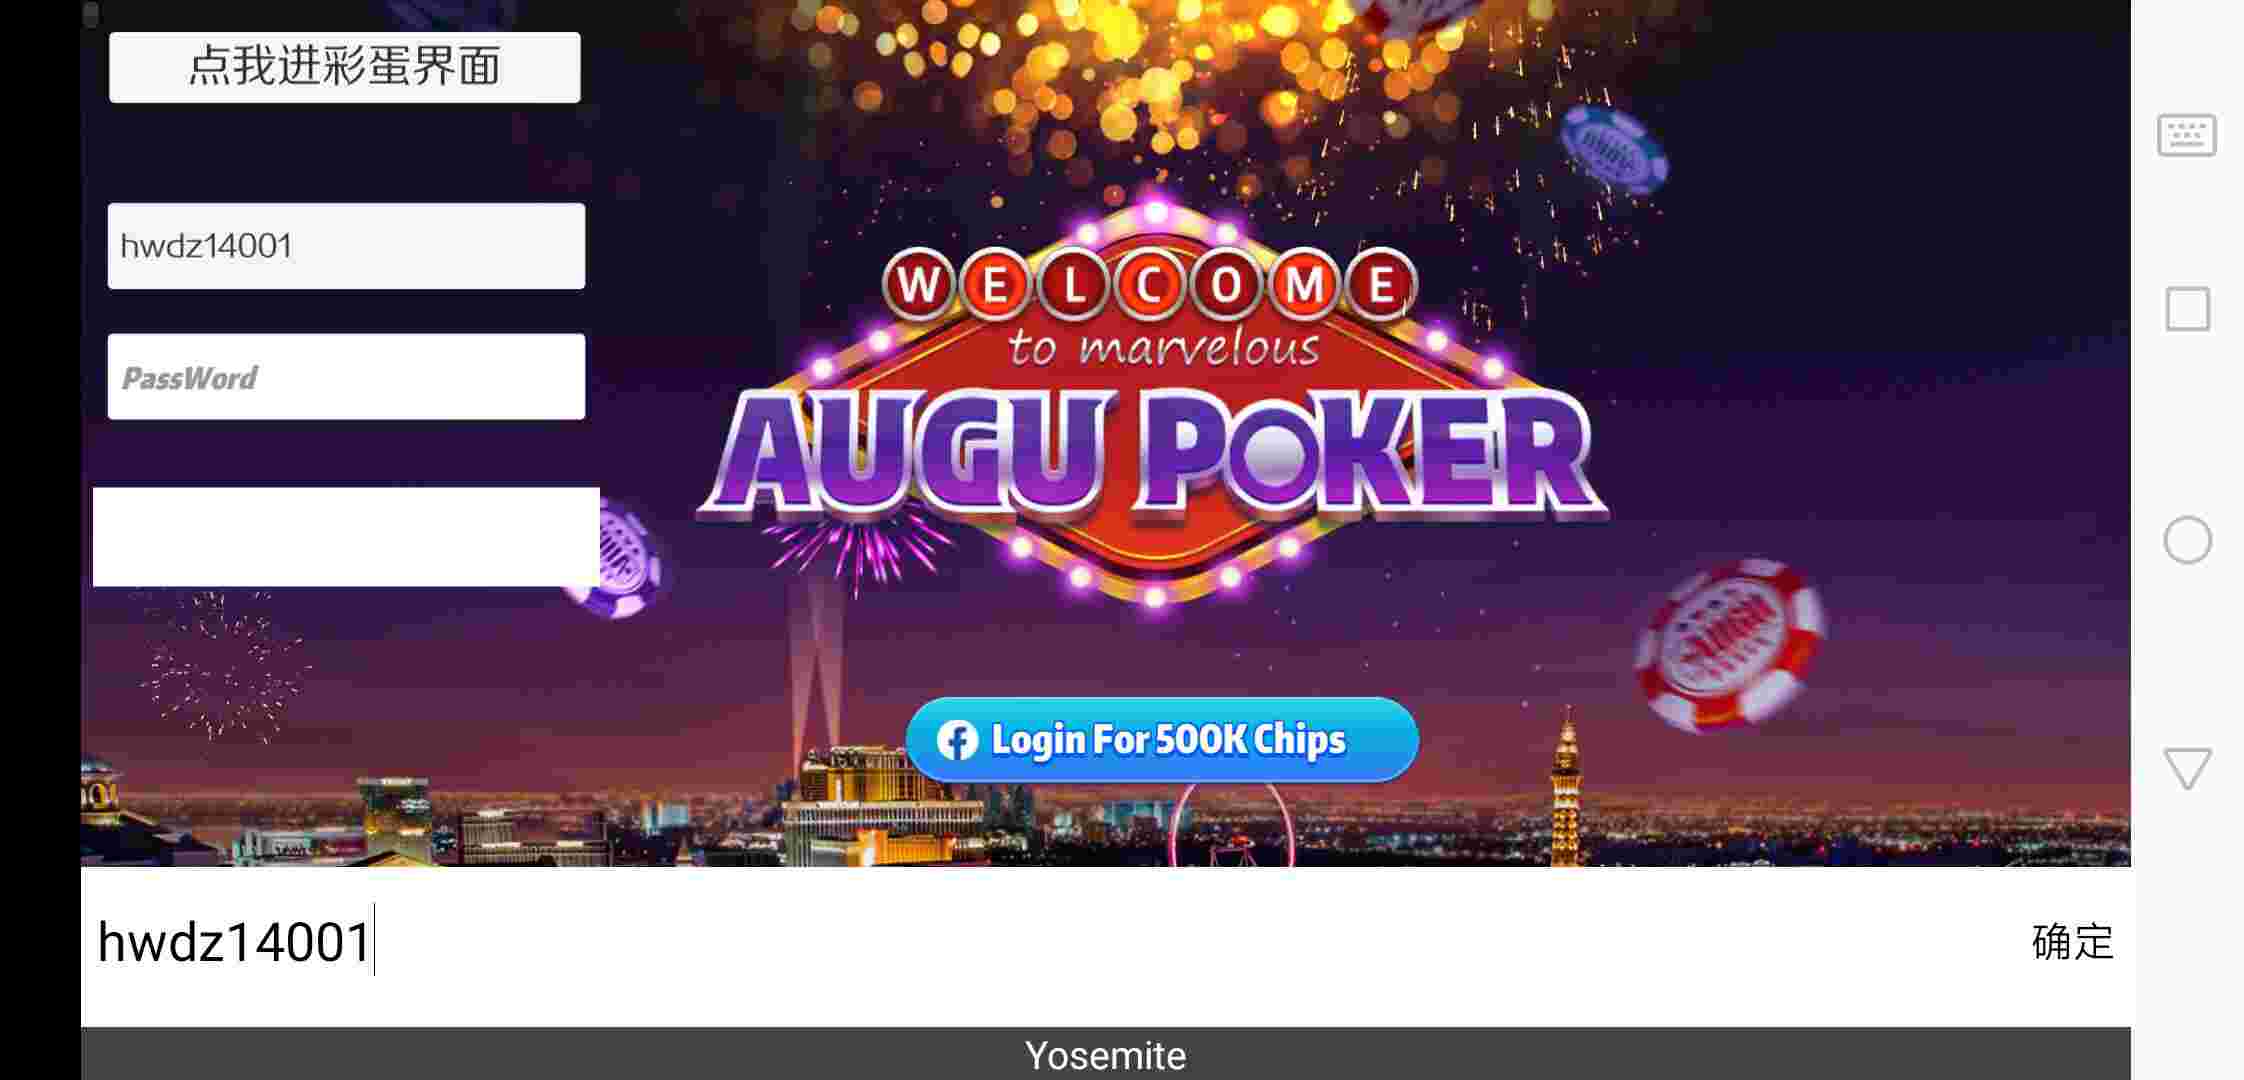 点我进彩蛋界面
hwdz14001
PassWord
WELCOME
to marvelous
AUGU POKER
Login For 500K Chips
hwdz14001
确定
Yosemite